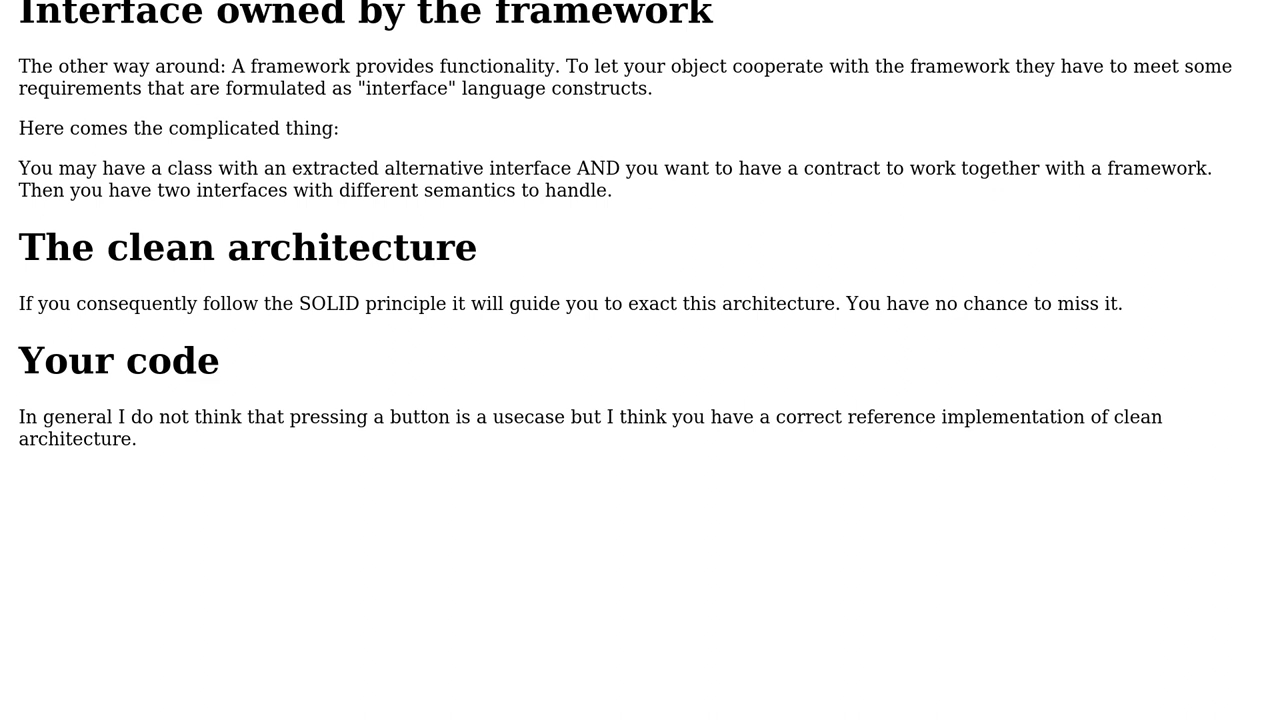 Interface owned by the framework
The other way around: A framework provides functionality. To let your object cooperate with the framework they have to meet some
requirements that are formulated as "interface" language constructs.
Here comes the complicated thing:
You may have a class with an extracted alternative interface AND you want to have a contract to work together with a framework.
Then you have two interfaces with different semantics to handle.
The clean architecture
If you consequently follow the SOLID principle it will guide you to exact this architecture. You have no chance to miss it.
Your code
In general I do not think that pressing a button is a usecase but I think you have a correct reference implementation of clean
architecture.